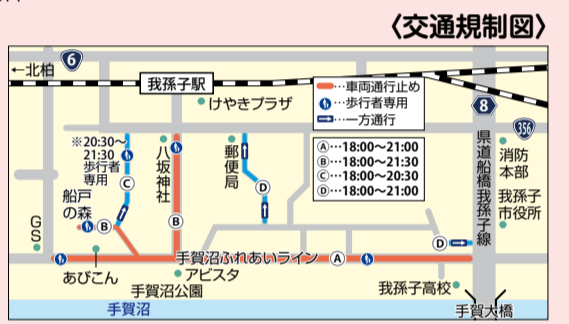 〈交通規制図〉
←北柏
6
我孫子駅
けやきプラザ
…車両通行止め
…歩行者専用
…一方通行
8
356
Ⓐ…18:00～21:00
Ⓑ…18:00～21:30
Ⓒ…18:00～20:30
Ⓓ…18:00～21:00
※20:30～
21:30
歩行者
専用
Ⓒ
八坂神社
郵便局
Ⓓ
県道船橋我孫子線
消防
本部
我孫子
市役所
船戸
の森
Ⓑ
Ⓑ
GS
Ⓓ
手賀沼ふれあいライン
Ⓐ
あびこん
アビスタ
手賀沼公園
我孫子高校
手賀沼
手賀大橋